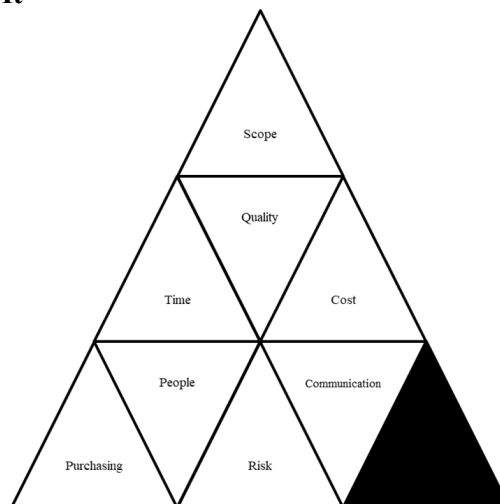 Scope
Quality
Time
Cost
People
Communication
Purchasing
Risk